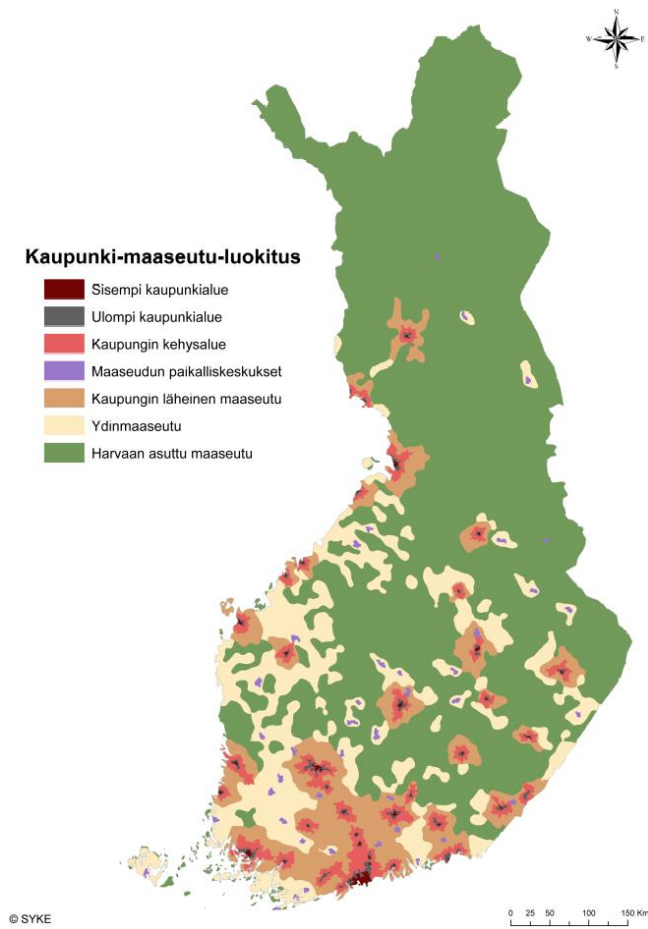 N
W E
S
Kaupunki-maaseutu-luokitus
Sisempi kaupunkialue
Ulompi kaupunkialue
Kaupungin kehysalue
Maaseudun paikalliskeskukset
Kaupungin läheinen maaseutu
Ydinmaaseutu
Harvaan asuttu maaseutu
© SYKE
0 25 50 100 150 Km